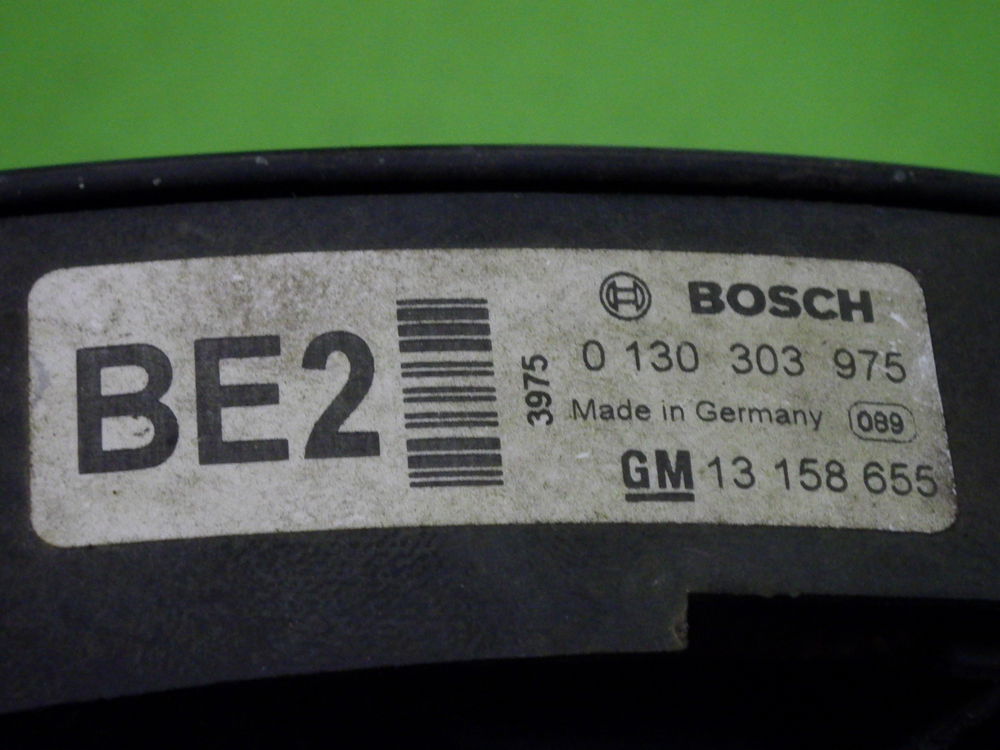 BE2
3975
BOSCH
0 130 303 975
Made in Germany 089
GM 13 158 655